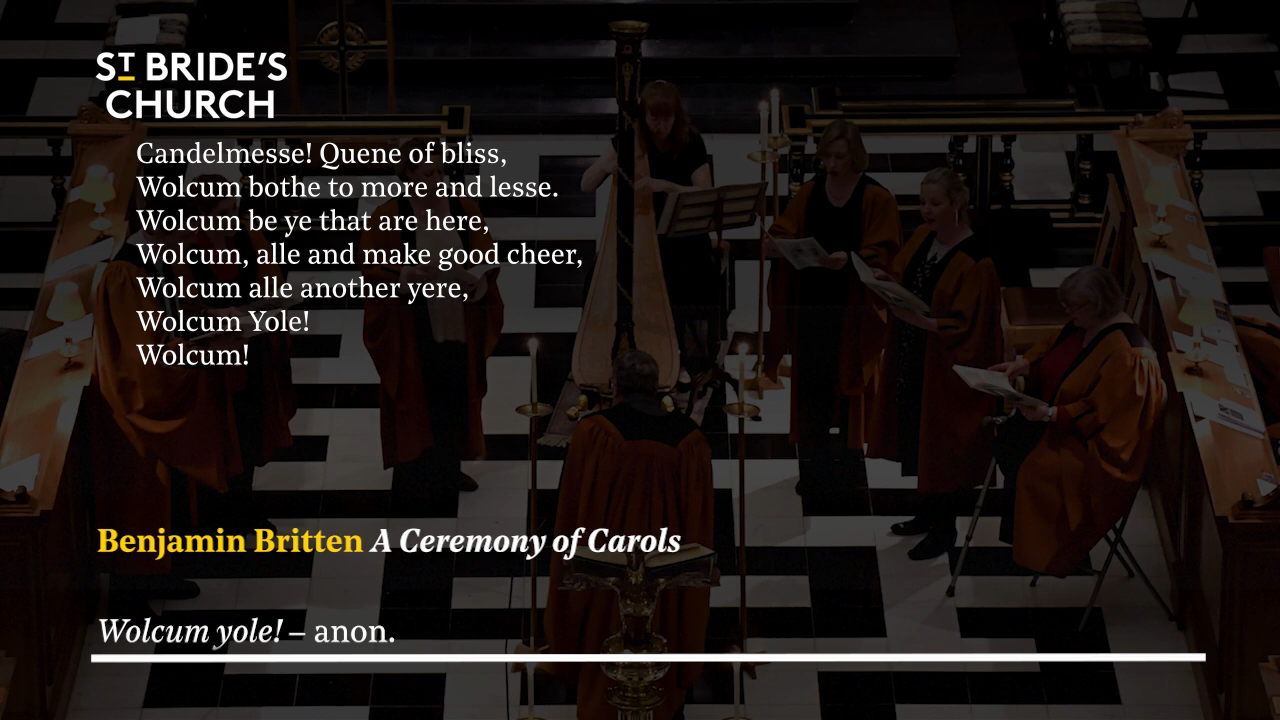 ST BRIDE'S
CHURCH
Candelmesse! Quene of bliss,
Wolcum bothe to more and lesse.
Wolcum be ye that are here,
Wolcum, alle and make good cheer,
Wolcum alle another yere,
Wolcum Yole!
Wolcum!
Benjamin Britten A Ceremony of Carols
Wolcum yole! – anon.